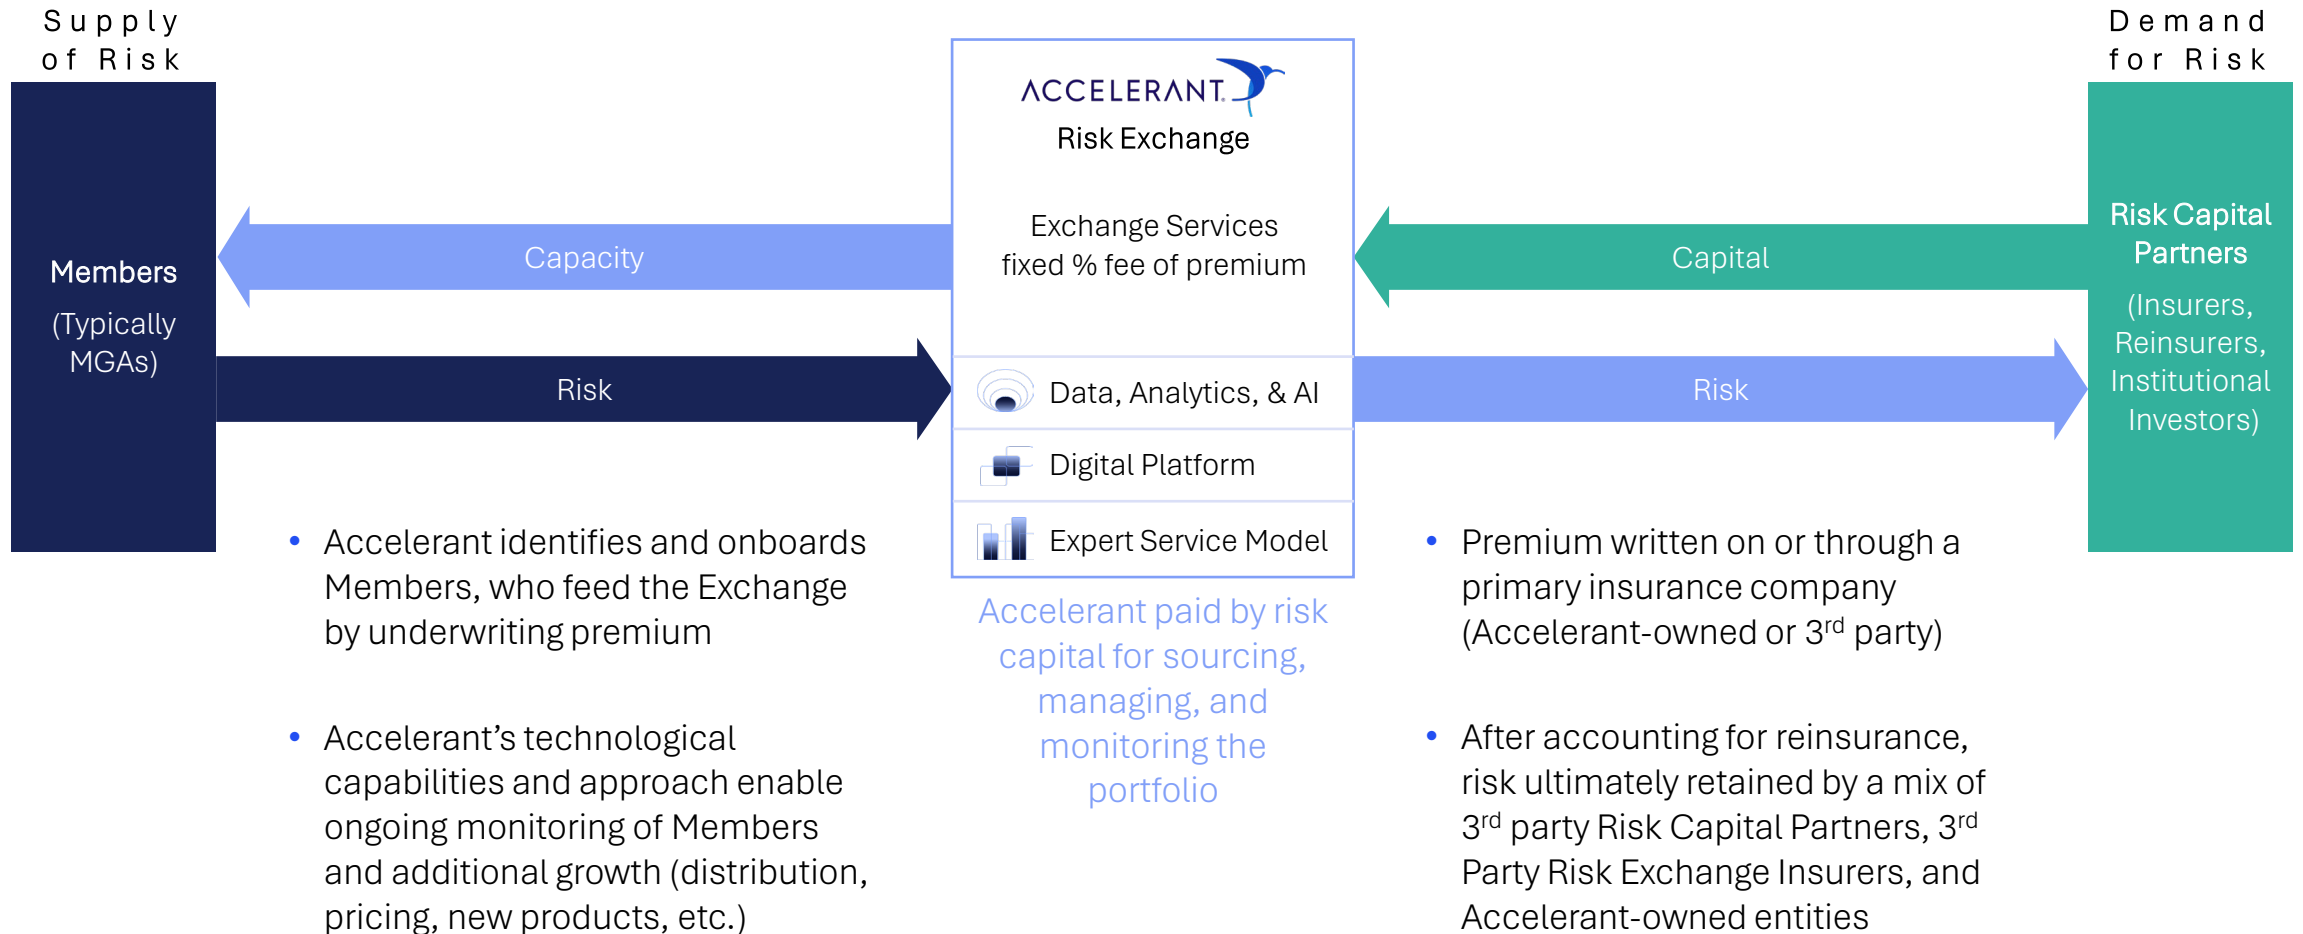 Supply
of Risk
Members
(Typically
MGAs)
Capacity
Risk
ACCELERANT®
Risk Exchange
Exchange Services
fixed % fee of premium
Data, Analytics, & AI
Digital Platform
Expert Service Model
Accelerant paid by risk
capital for sourcing,
managing, and
monitoring the
portfolio
Capital
Risk
Demand
for Risk
Risk Capital
Partners
(Insurers,
Reinsurers,
Institutional
Investors)
• Accelerant identifies and onboards
Members, who feed the Exchange
by underwriting premium
• Accelerant’s technological
capabilities and approach enable
ongoing monitoring of Members
and additional growth (distribution,
pricing, new products, etc.)
• Premium written on or through a
primary insurance company
(Accelerant-owned or 3rd party)
• After accounting for reinsurance,
risk ultimately retained by a mix of
3rd party Risk Capital Partners, 3rd
Party Risk Exchange Insurers, and
Accelerant-owned entities